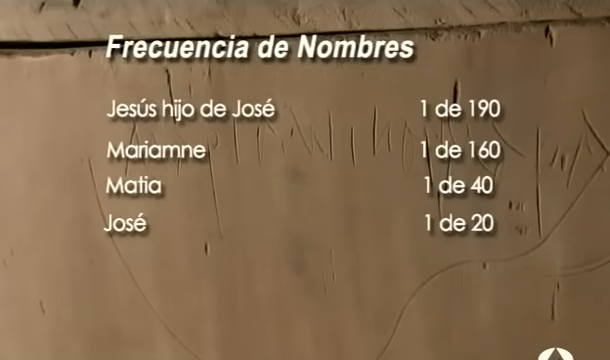 Frecuencia de Nombres
Jesús hijo de José 1 de 190
Mariamne 1 de 160
Matia 1 de 40
José 1 de 20